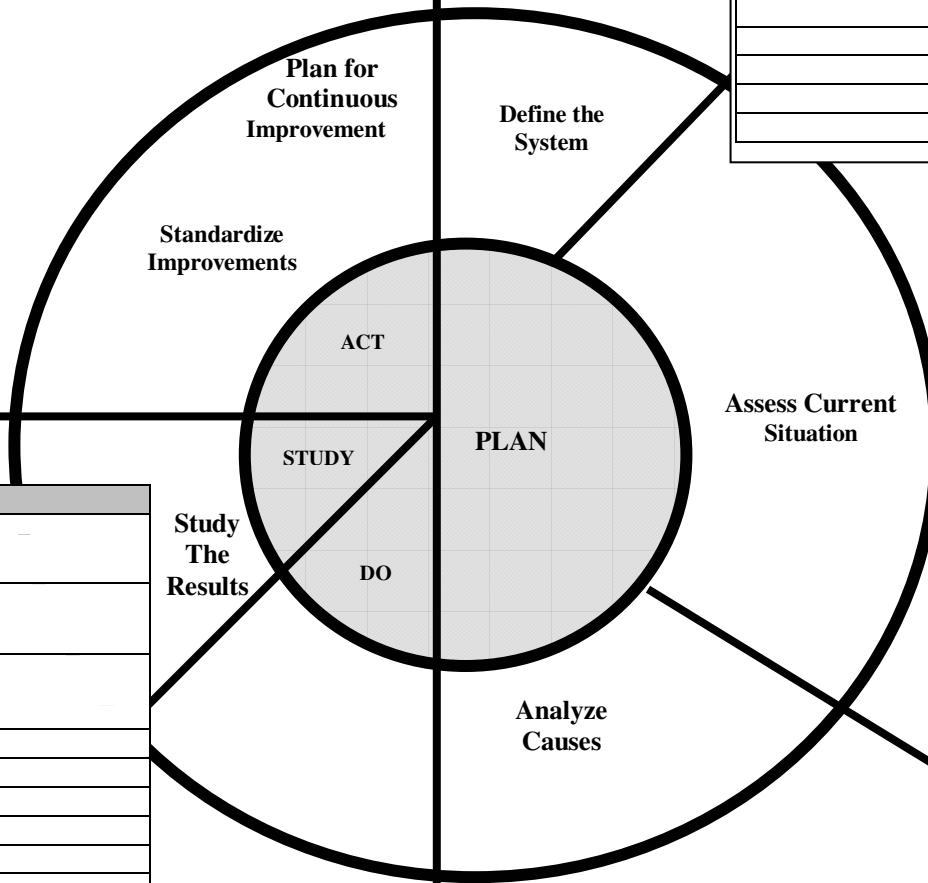 Plan for
Continuous
Improvement
Define the
System
Standardize
Improvements
ACT
Assess Current
Situation
PLAN
STUDY
Study
The
Results
DO
Analyze
Causes